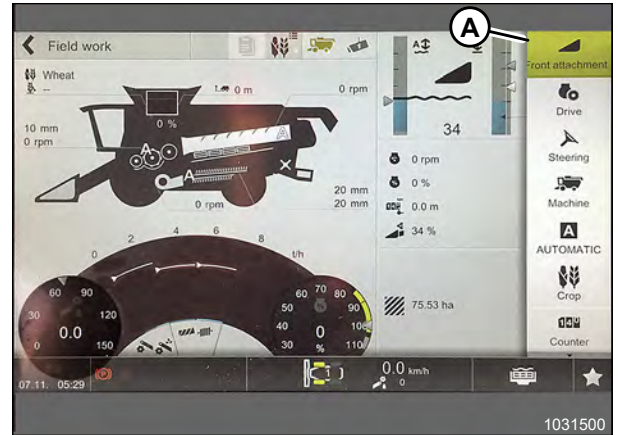 A
Field work
Front attachment
Wheat
--
0 m
0 rpm
A
0 %
10 mm
0 rpm
A
A
A
34
Drive
0 rpm
Steering
0 %
20 mm
20 mm
0 rpm
0.0 m
Machine
34 %
A
AUTOMATIC
0 2 4 6 8 t/h
Crop
75.53 ha
0 30 60 90 120 150
0.0
30 40 50 60 70 80 90 100 110
0
%
Counter
07.11. 05:29
P
1
0.0 km/h
0
1031500